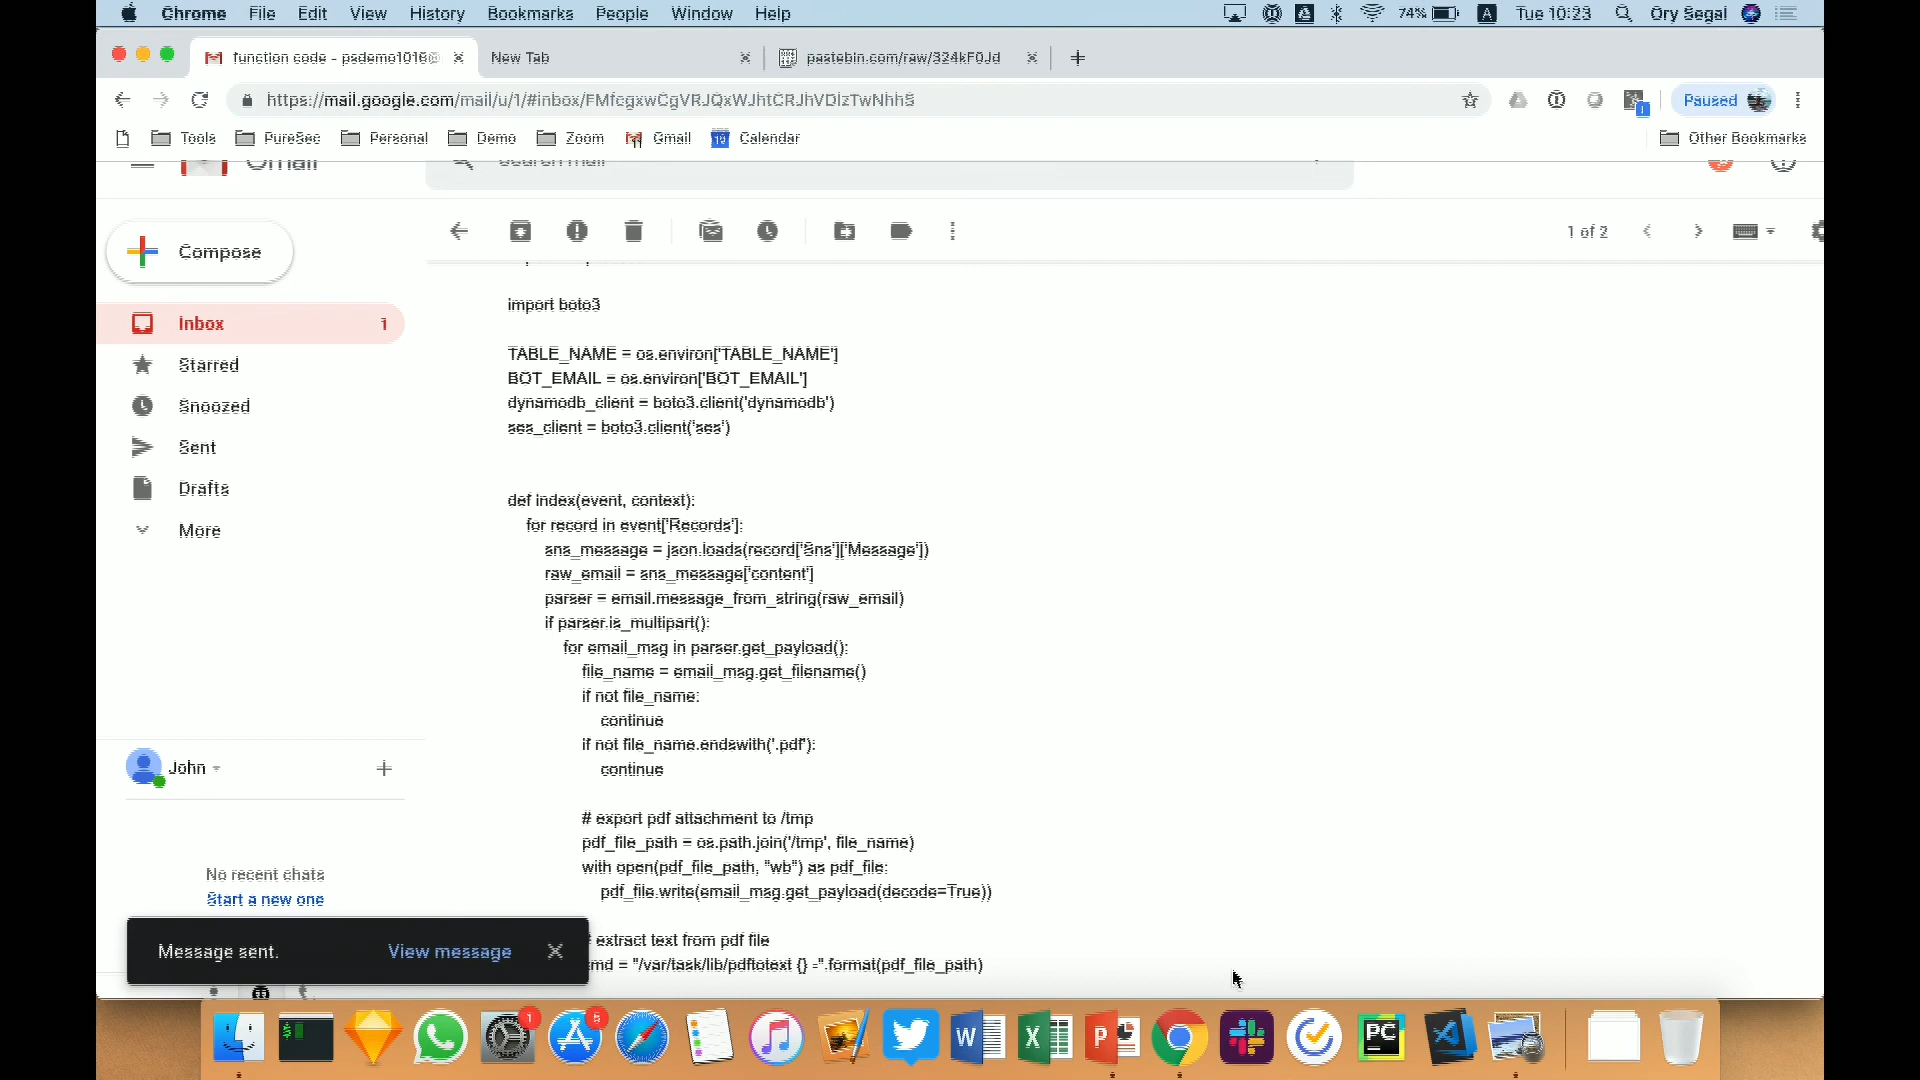 Chrome File Edit View History Bookmarks People Window Help 74% A Tue 10:23 Ory Segal
function code - psdemo1016@ New Tab pastebin.com/raw/324kF0Jd
https://mail.google.com/mail/u/1/#inbox/FMfcgxwCgVRJQxWJhtCRJhVDlzTwNhhS Paused
Tools PureSec Personal Demo Zoom Gmail 19 Calendar Other Bookmarks
Gmail Search mail
Compose
1 of 2
Inbox 1
Starred
Snoozed
Sent
Drafts
More
import boto3
TABLE_NAME = os.environ['TABLE_NAME']
BOT_EMAIL = os.environ['BOT_EMAIL']
dynamodb_client = boto3.client('dynamodb')
ses_client = boto3.client('ses')
def index(event, context):
for record in event['Records']:
sns_message = json.loads(record['Sns']['Message'])
raw_email = sns_message['content']
parser = email.message_from_string(raw_email)
if parser.is_multipart():
for email_msg in parser.get_payload():
file_name = email_msg.get_filename()
if not file_name:
continue
if not file_name.endswith('.pdf'):
continue
# export pdf attachment to /tmp
pdf_file_path = os.path.join('/tmp', file_name)
with open(pdf_file_path, "wb") as pdf_file:
pdf_file.write(email_msg.get_payload(decode=True))
# extract text from pdf file
cmd = "/var/task/lib/pdftotext {} -".format(pdf_file_path)
John
No recent chats
Start a new one
Message sent. View message
1 5 W X P PC